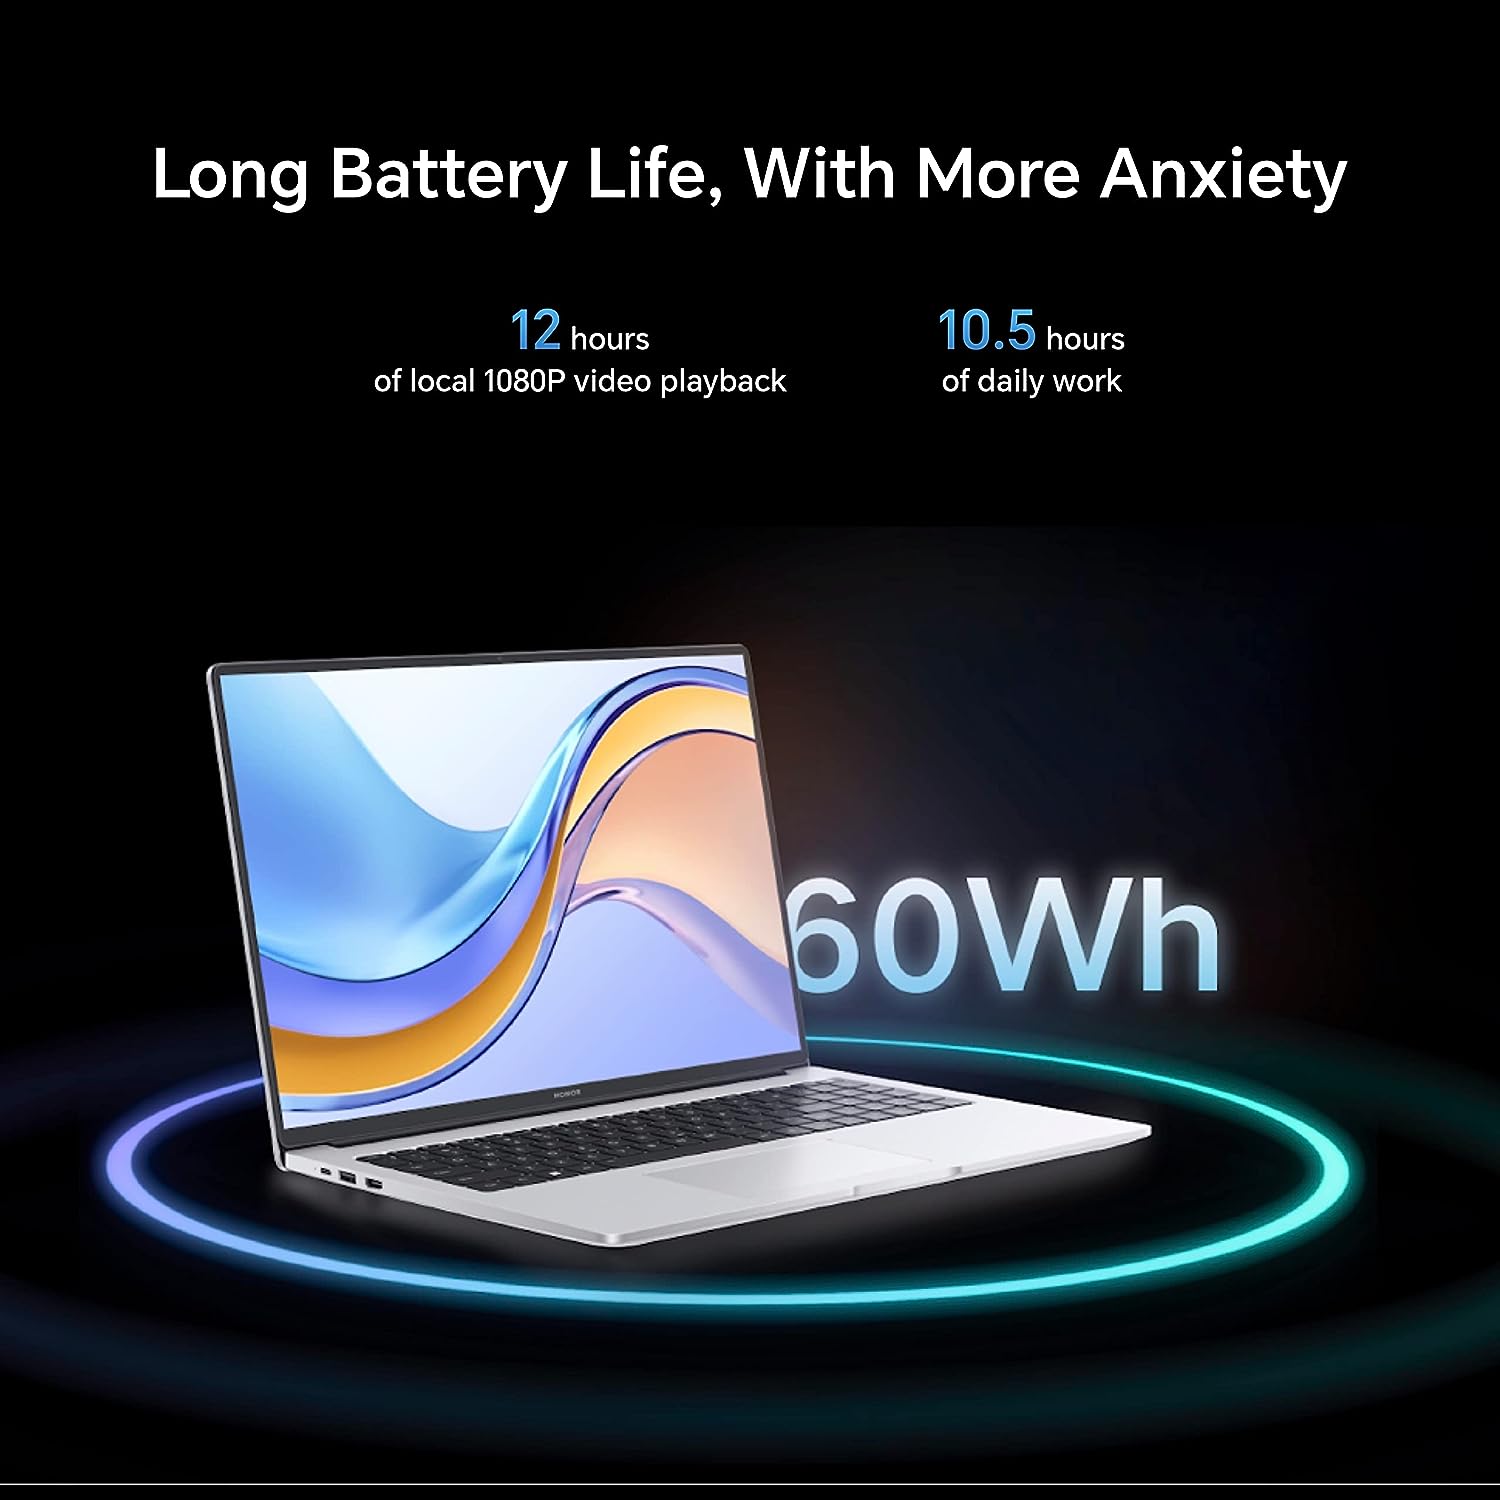 Long Battery Life, With More Anxiety
12 hours
of local 1080P video playback
10.5 hours
of daily work
60Wh
HONOR